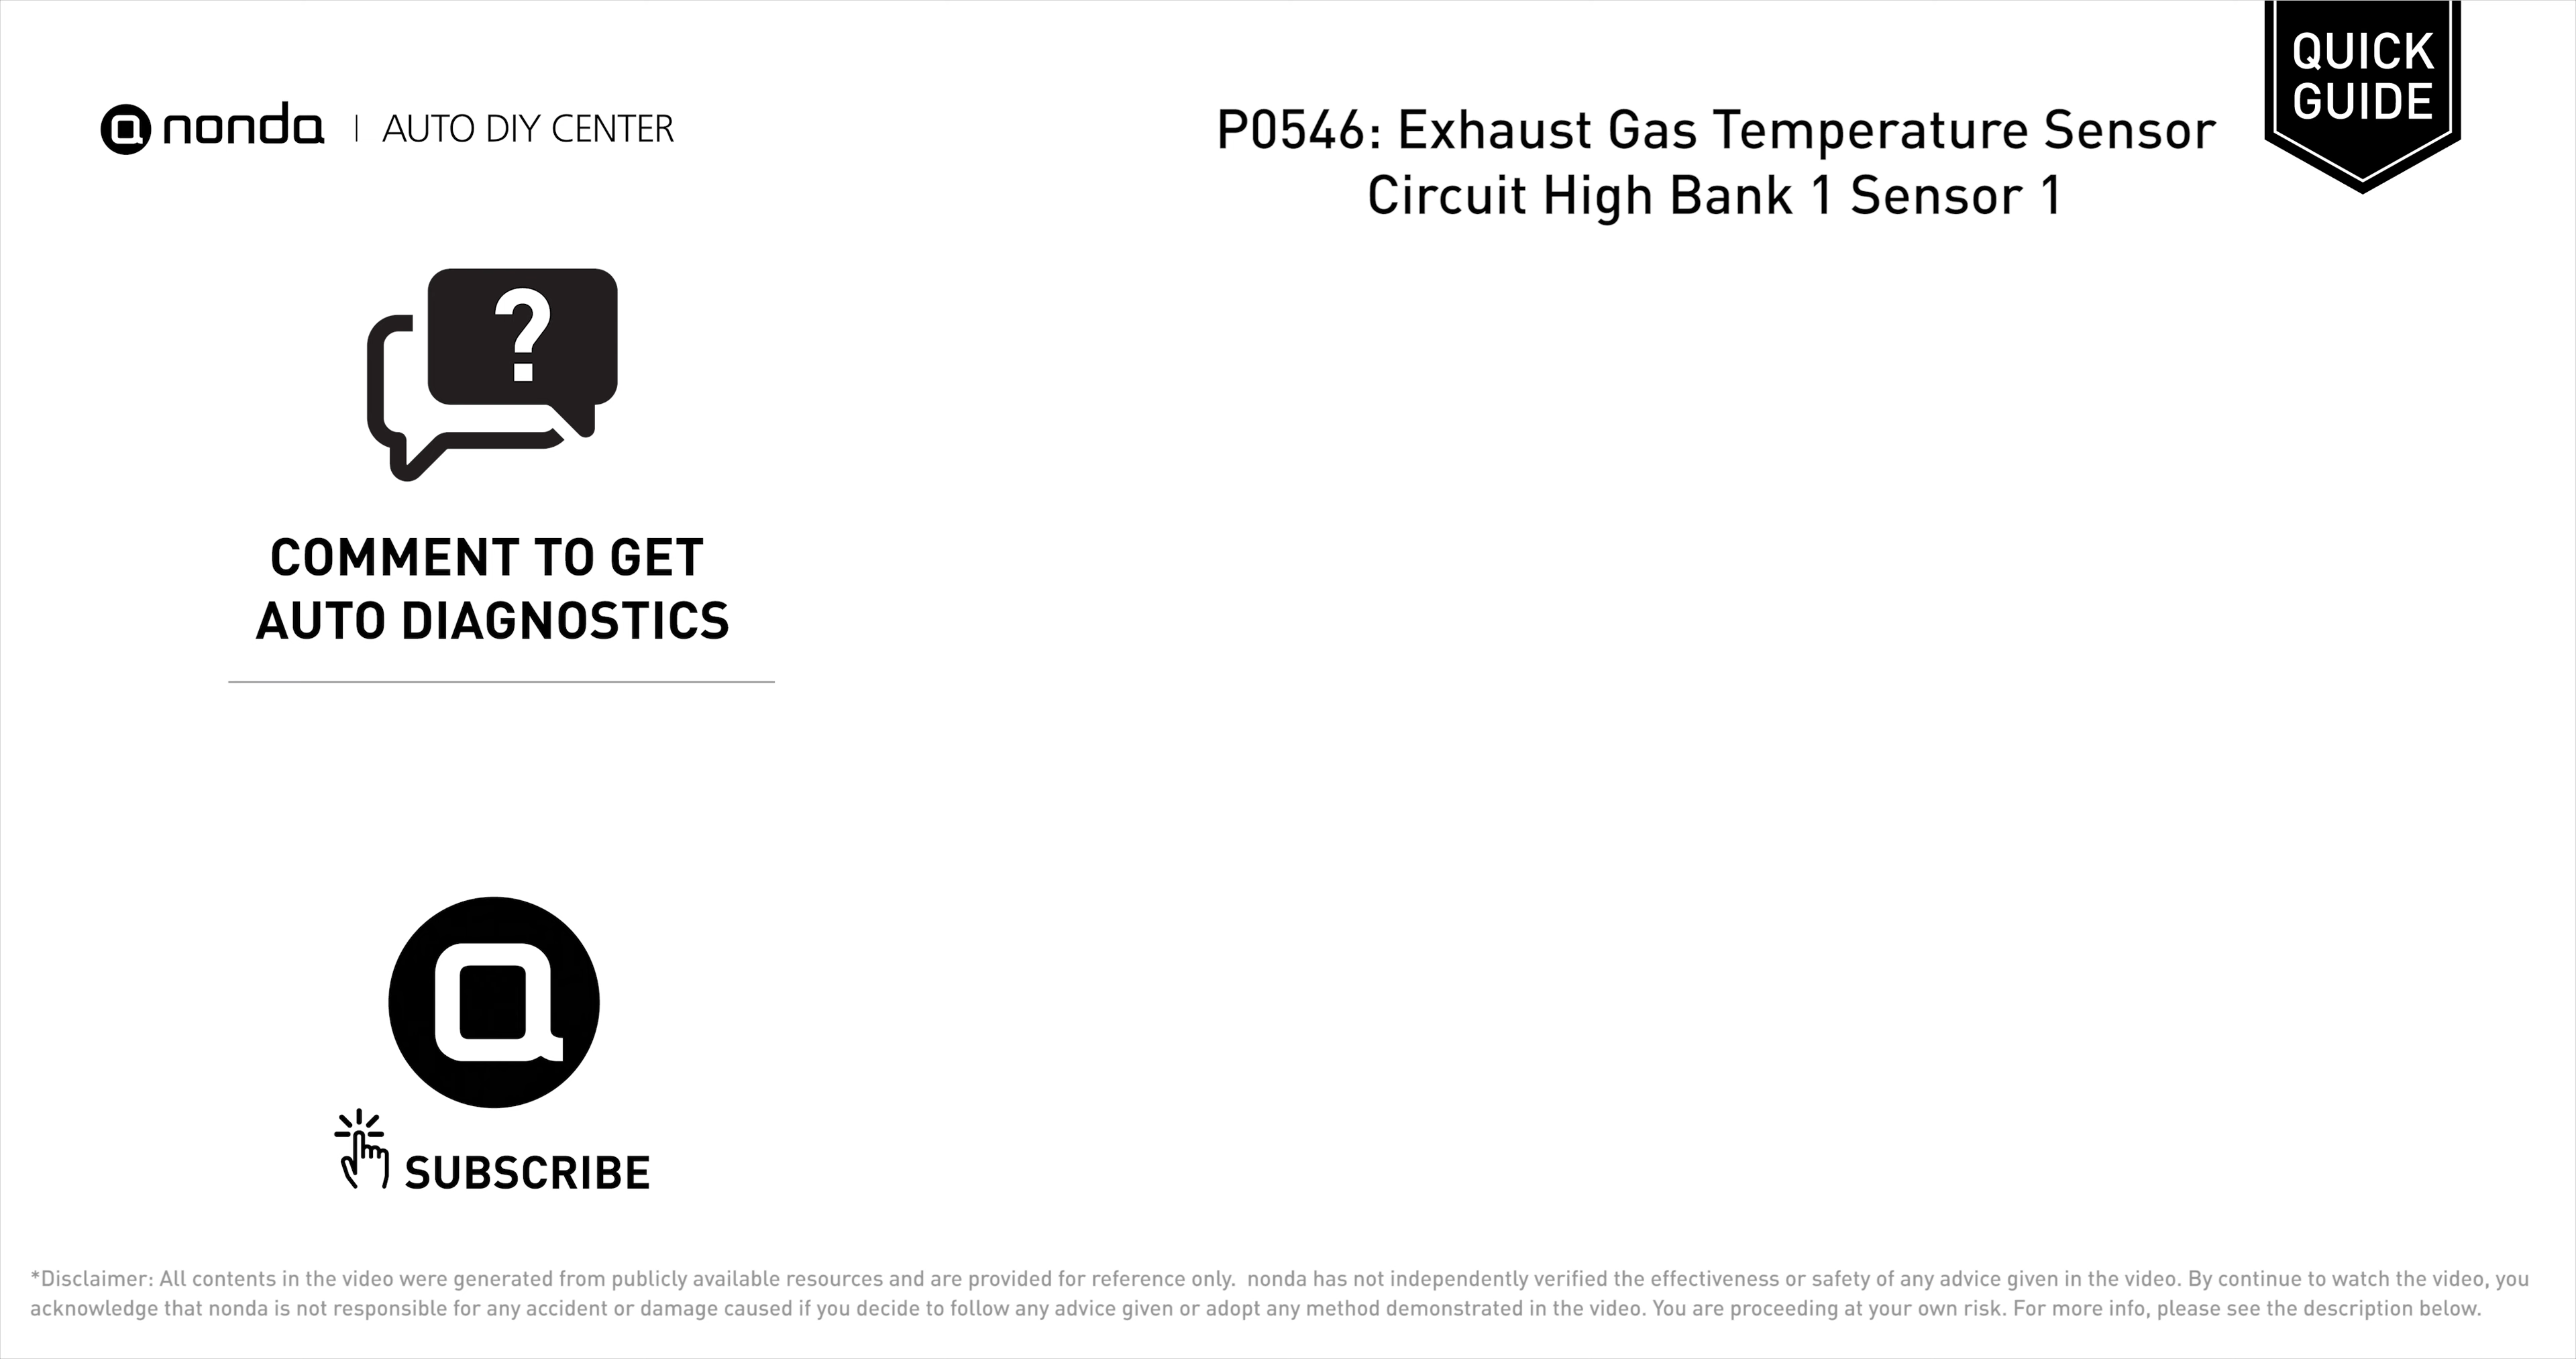 nonda | AUTO DIY CENTER
P0546: Exhaust Gas Temperature Sensor
Circuit High Bank 1 Sensor 1
QUICK
GUIDE
?
COMMENT TO GET
AUTO DIAGNOSTICS
SUBSCRIBE
*Disclaimer: All contents in the video were generated from publicly available resources and are provided for reference only. nonda has not independently verified the effectiveness or safety of any advice given in the video. By continue to watch the video, you
acknowledge that nonda is not responsible for any accident or damage caused if you decide to follow any advice given or adopt any method demonstrated in the video. You are proceeding at your own risk. For more info, please see the description below.